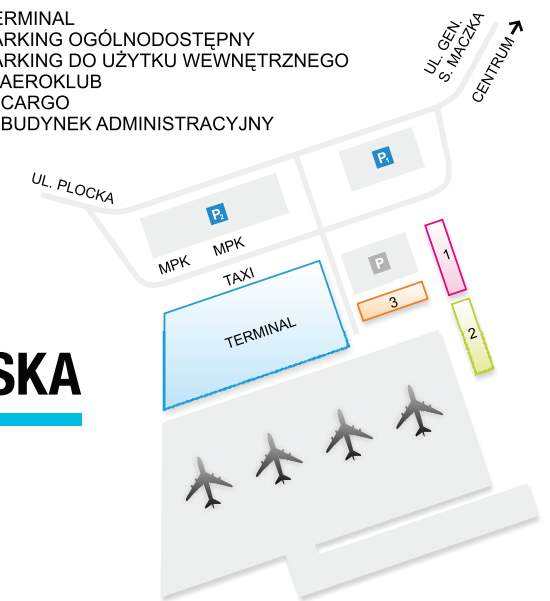 ERMINAL
ARKING OGÓLNODOSTĘPNY
ARKING DO UŻYTKU WEWNĘTRZNEGO
AEROKLUB
CARGO
BUDYNEK ADMINISTRACYJNY
UL. GEN.
S. MACZKA
CENTRUM
UL. PLOCKA
P1
P2
MPK
MPK
TAXI
P
1
3
2
TERMINAL
SKA